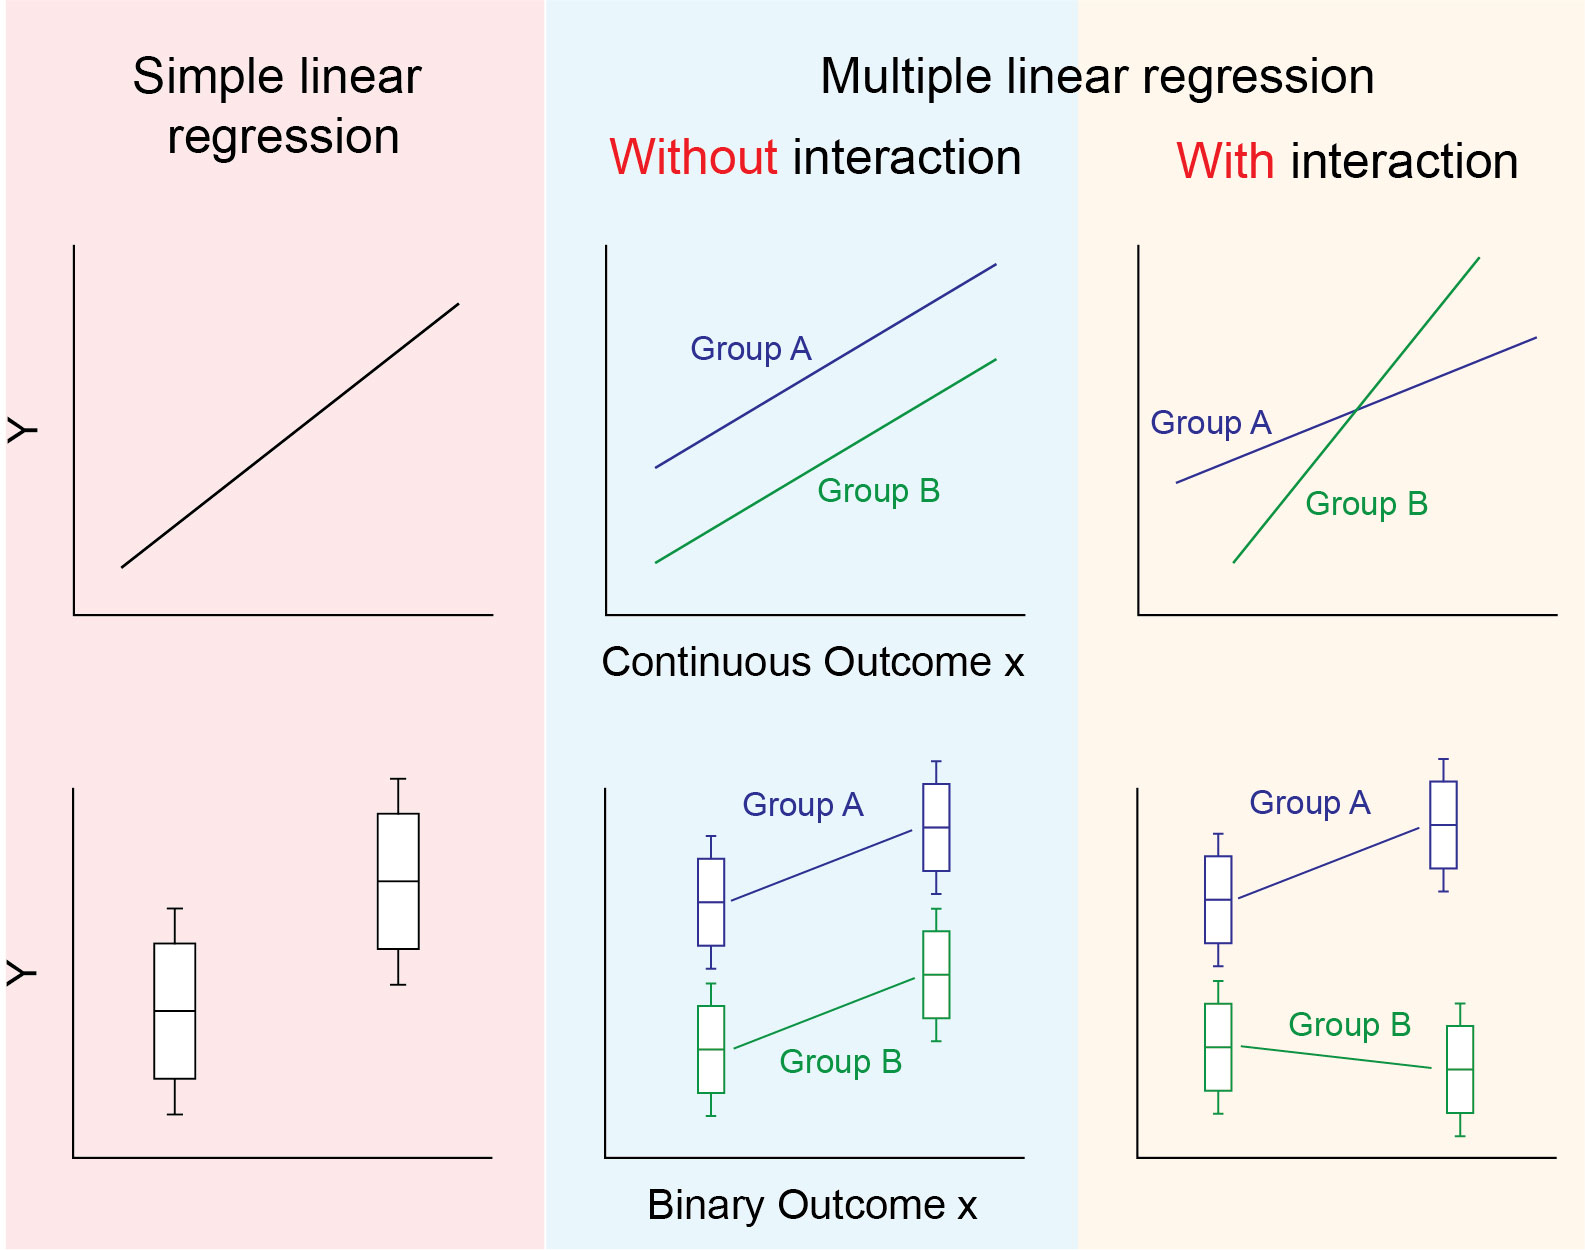 Simple linear
regression
Multiple linear regression
Without interaction
With interaction
Y
Group A
Group B
Group A
Group B
Continuous Outcome x
Y
Group A
Group B
Group A
Group B
Binary Outcome x